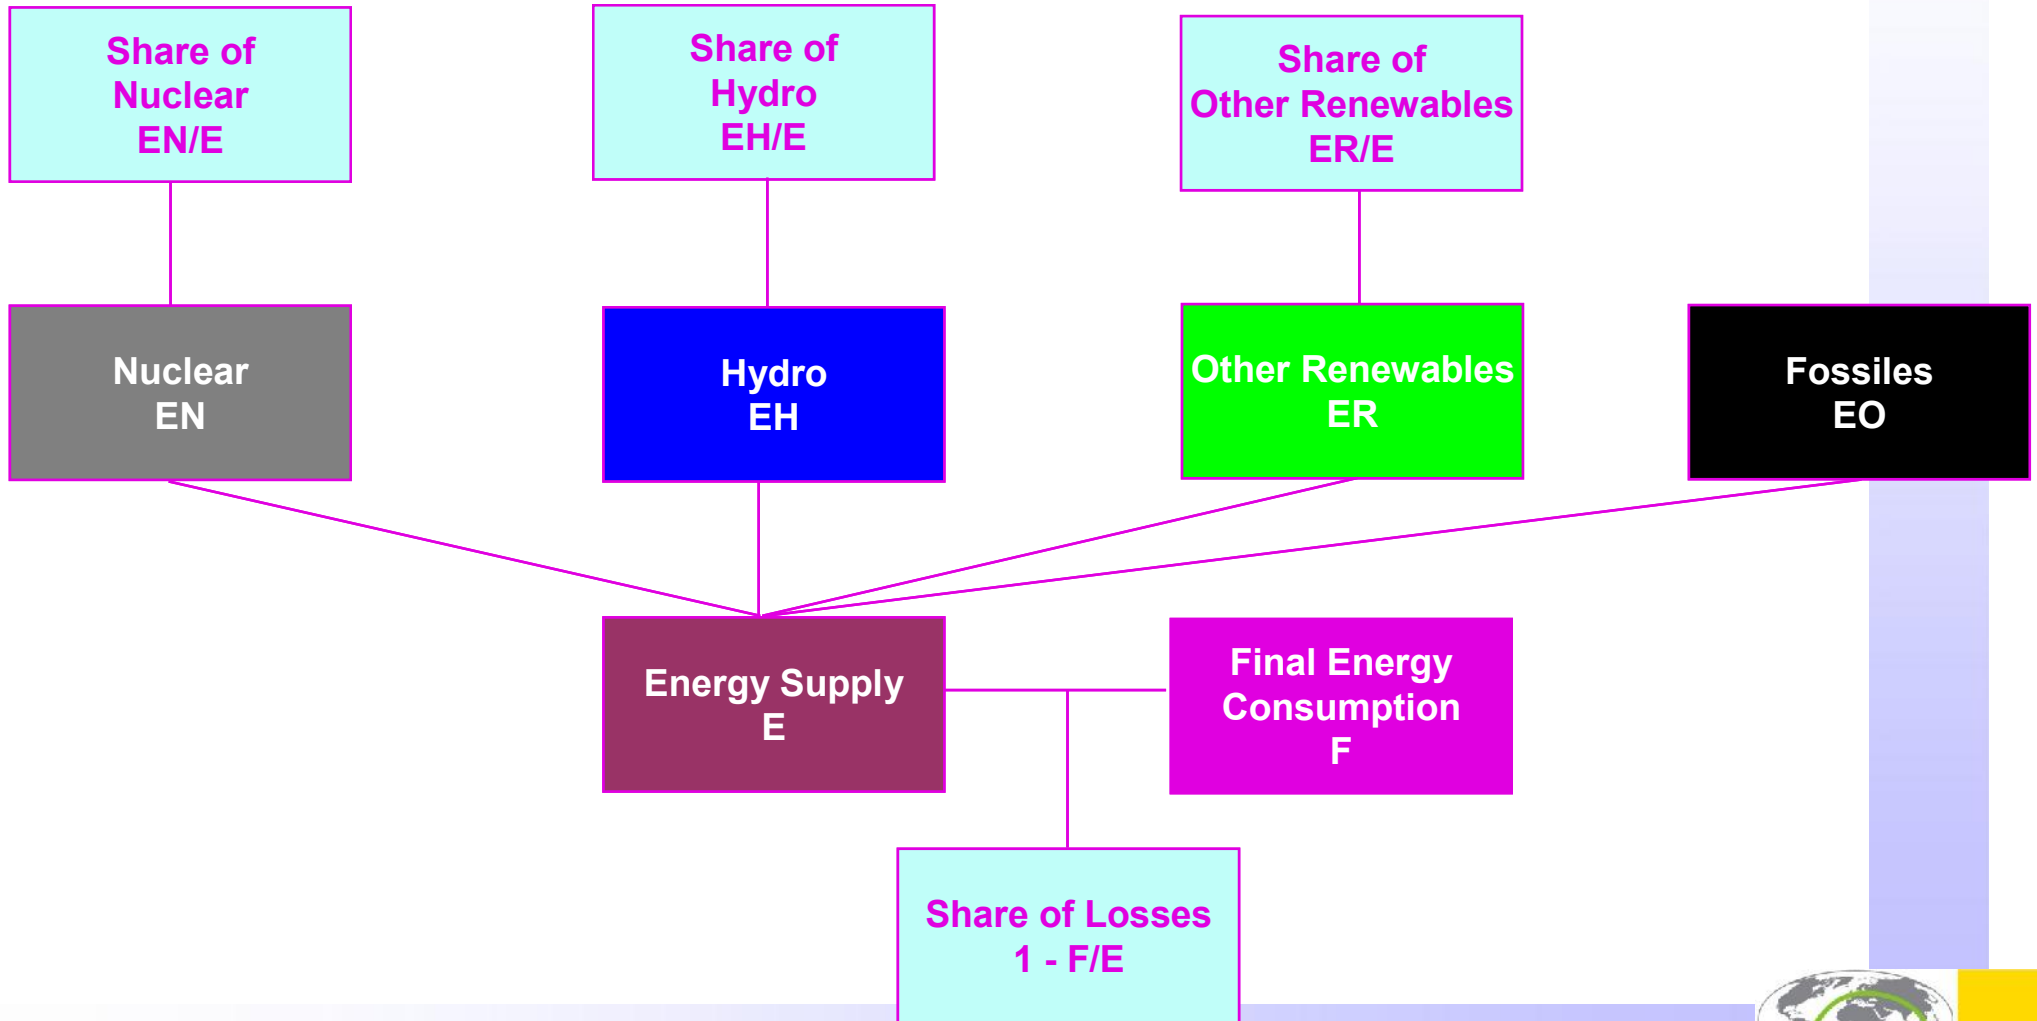 Share of
Nuclear
EN/E
Share of
Hydro
EH/E
Share of
Other Renewables
ER/E
Nuclear
EN
Hydro
EH
Other Renewables
ER
Fossiles
EO
Energy Supply
E
Final Energy
Consumption
F
Share of Losses
1 - F/E